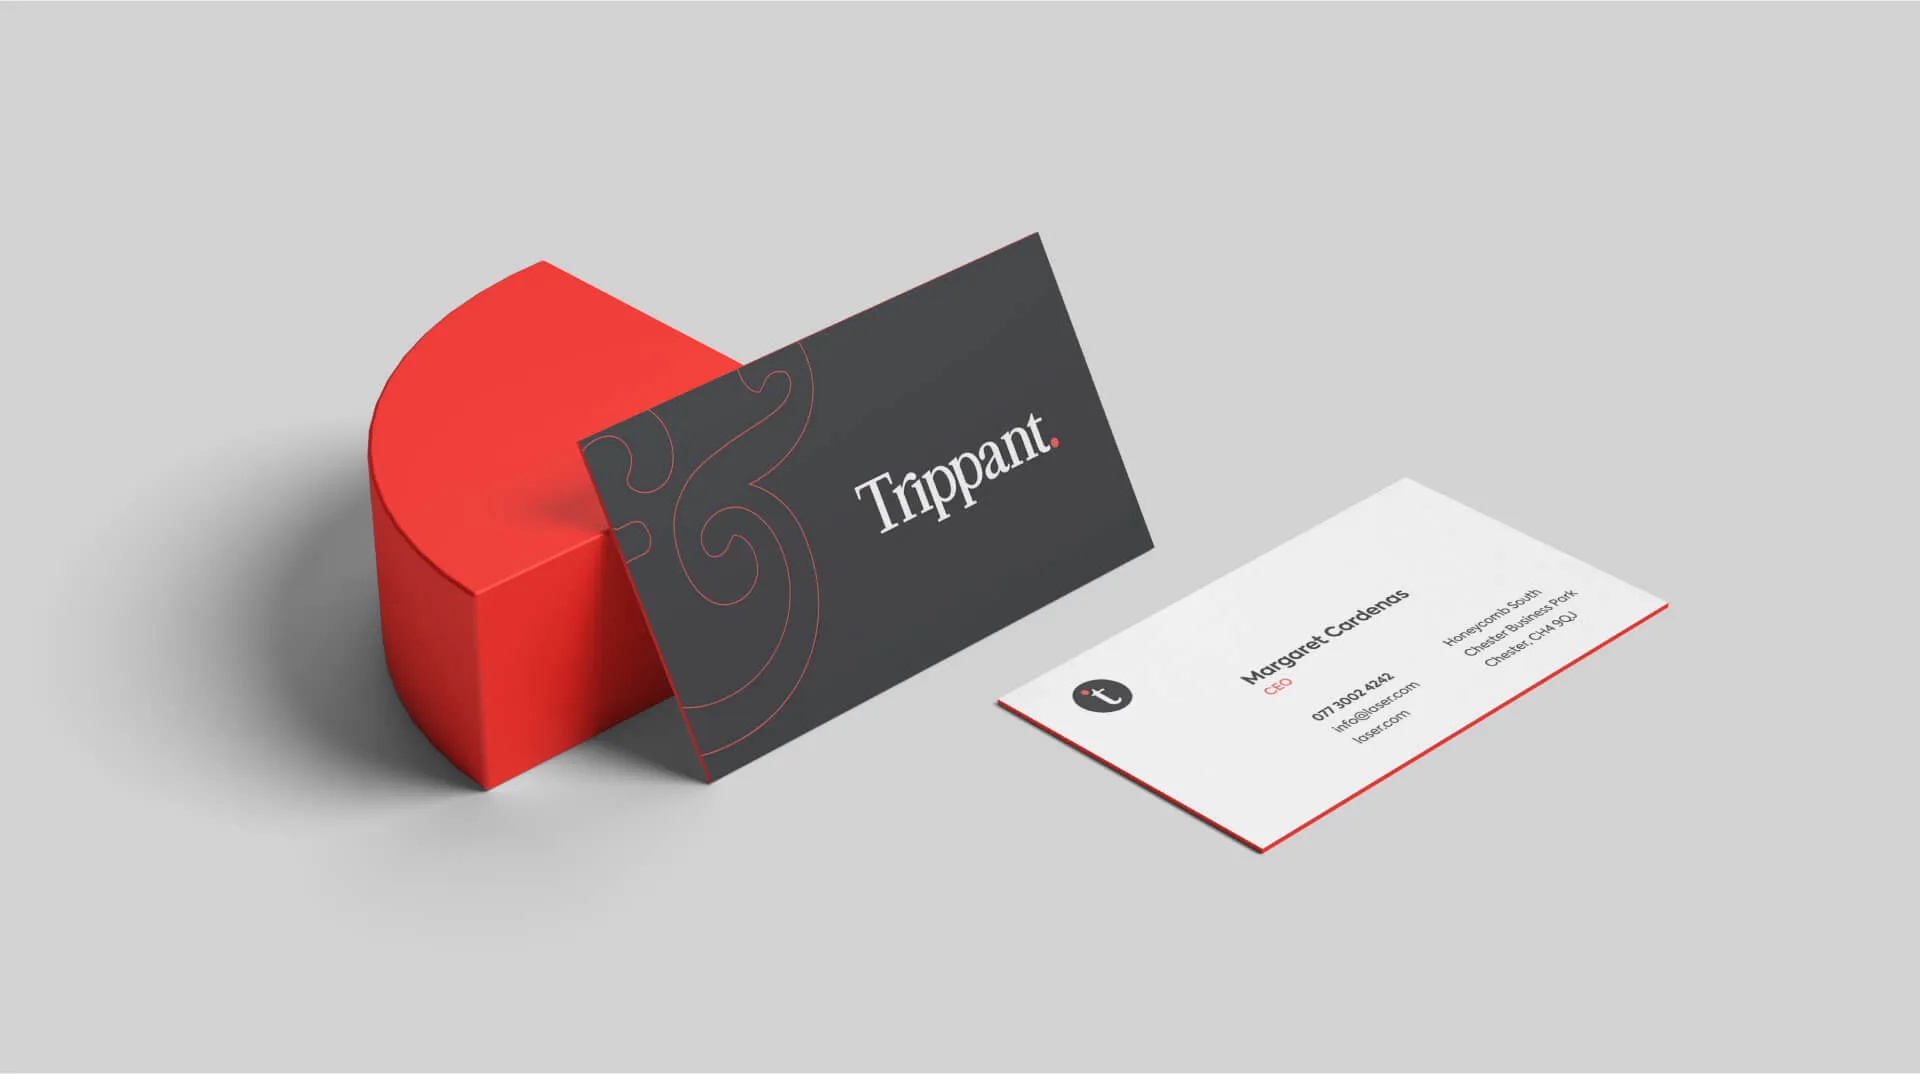 Trippant.
t
Margaret Cardenas
CEO
077 3002 4242
info@laser.com
laser.com
Honeycomb South
Chester Business Park
Chester, CH4 9QJ